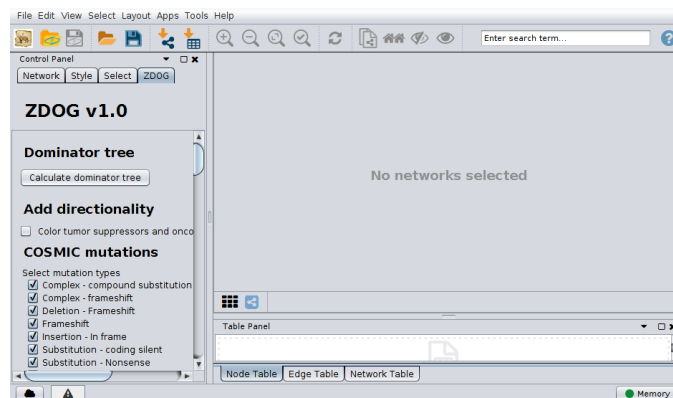 File Edit View Select Layout Apps Tools Help
Enter search term...
Control Panel
Network Style Select ZDOG
ZDOG v1.0
Dominator tree
Calculate dominator tree
Add directionality
Color tumor suppressors and onco
COSMIC mutations
Select mutation types
Complex - compound substitution
Complex - frameshift
Deletion - Frameshift
Frameshift
Insertion - In frame
Substitution - coding silent
Substitution - Nonsense
No networks selected
Table Panel
Node Table Edge Table Network Table
Memory